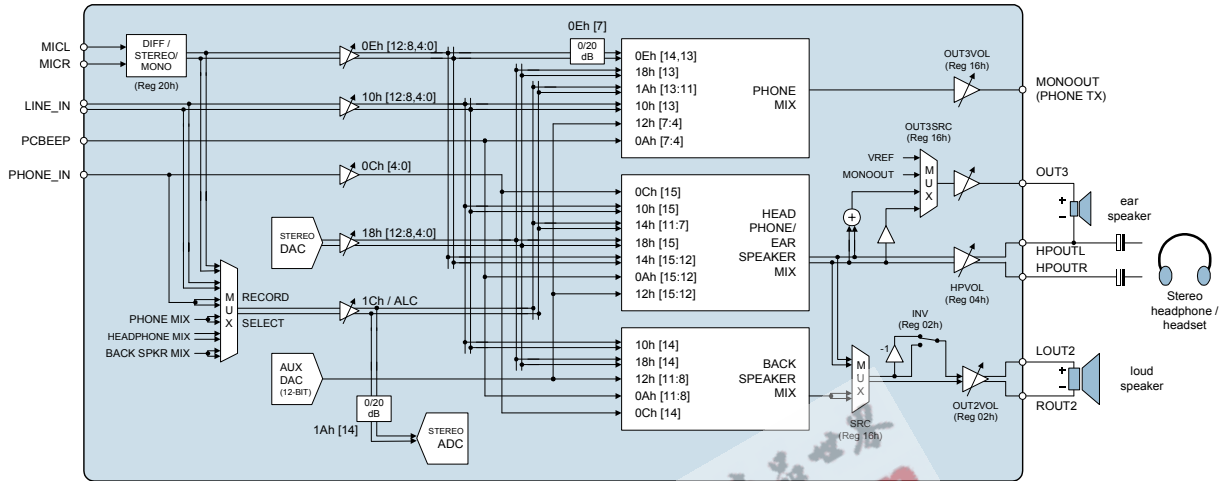 MICL
MICR
LINE_IN
PCBEEP
PHONE_IN
DIFF /
STEREO/
MONO
(Reg 20h)
0Eh [12:8,4:0]
10h [12:8,4:0]
0Ch [4:0]
STEREO
DAC
18h [12:8,4:0]
MUX
RECORD
SELECT
PHONE MIX
HEADPHONE MIX
BACK SPKR MIX
1Ch / ALC
AUX
DAC
(12-BIT)
0/20
dB
1Ah [14]
STEREO
ADC
0Eh [7]
0/20
dB
0Eh [14,13]
18h [13]
1Ah [13:11]
10h [13]
12h [7:4]
0Ah [7:4]
PHONE
MIX
0Ch [15]
10h [15]
14h [11:7]
18h [15]
14h [15:12]
0Ah [15:12]
12h [15:12]
HEAD
PHONE/
EAR
SPEAKER
MIX
10h [14]
18h [14]
12h [11:8]
0Ah [11:8]
0Ch [14]
BACK
SPEAKER
MIX
OUT3VOL
(Reg 16h)
MONOOUT
(PHONE TX)
OUT3SRC
(Reg 16h)
VREF
MONOOUT
MUX
+
OUT3
+
−
ear
speaker
HPOUTL
HPOUTR
HPVOL
(Reg 04h)
Stereo
headphone /
headset
INV
(Reg 02h)
-1
MUX
SRC
(Reg 16h)
OUT2VOL
(Reg 02h)
LOUT2
+
−
ROUT2
loud
speaker